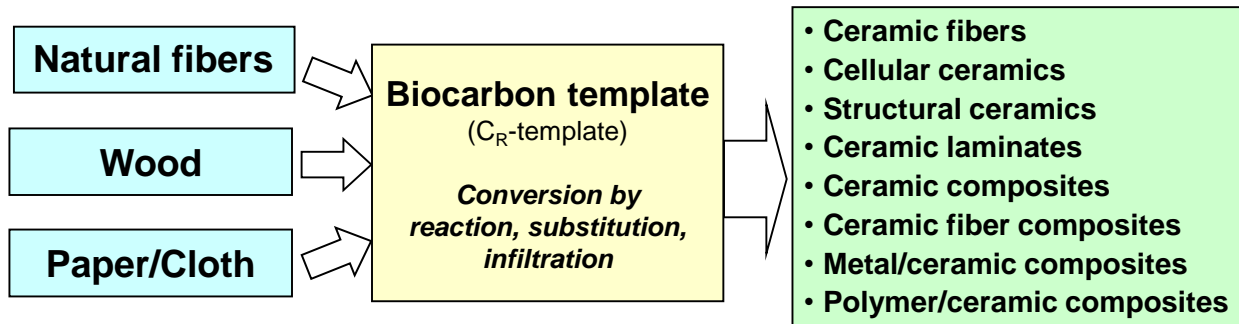 Natural fibers
Wood
Paper/Cloth
Biocarbon template
(C_R-template)
Conversion by
reaction, substitution,
infiltration
• Ceramic fibers
• Cellular ceramics
• Structural ceramics
• Ceramic laminates
• Ceramic composites
• Ceramic fiber composites
• Metal/ceramic composites
• Polymer/ceramic composites